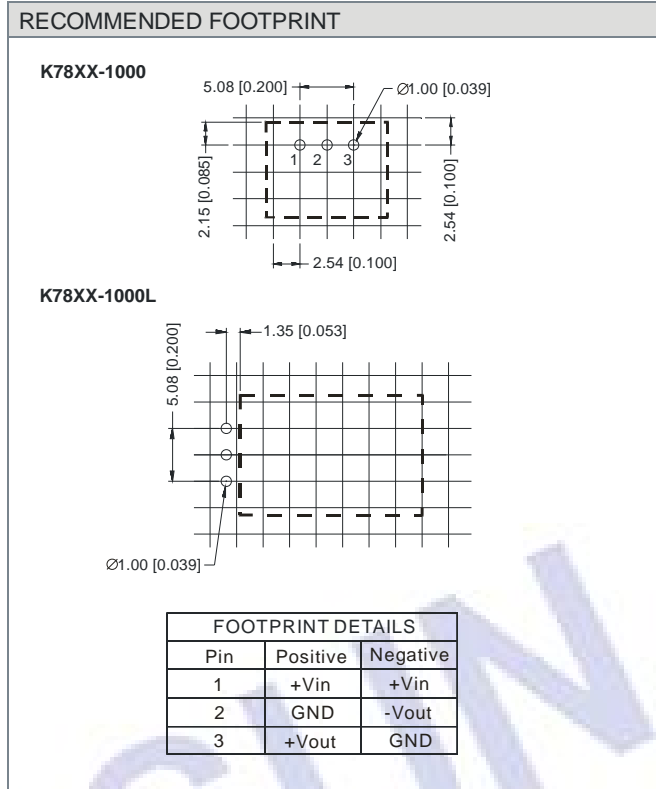 RECOMMENDED FOOTPRINT
K78XX-1000
5.08 [0.200]
Ø1.00 [0.039]
1 2 3
2.15 [0.085]
2.54 [0.100]
2.54 [0.100]
K78XX-1000L
1.35 [0.053]
5.08 [0.200]
Ø1.00 [0.039]
FOOTPRINT DETAILS
Pin Positive Negative
1 +Vin +Vin
2 GND -Vout
3 +Vout GND